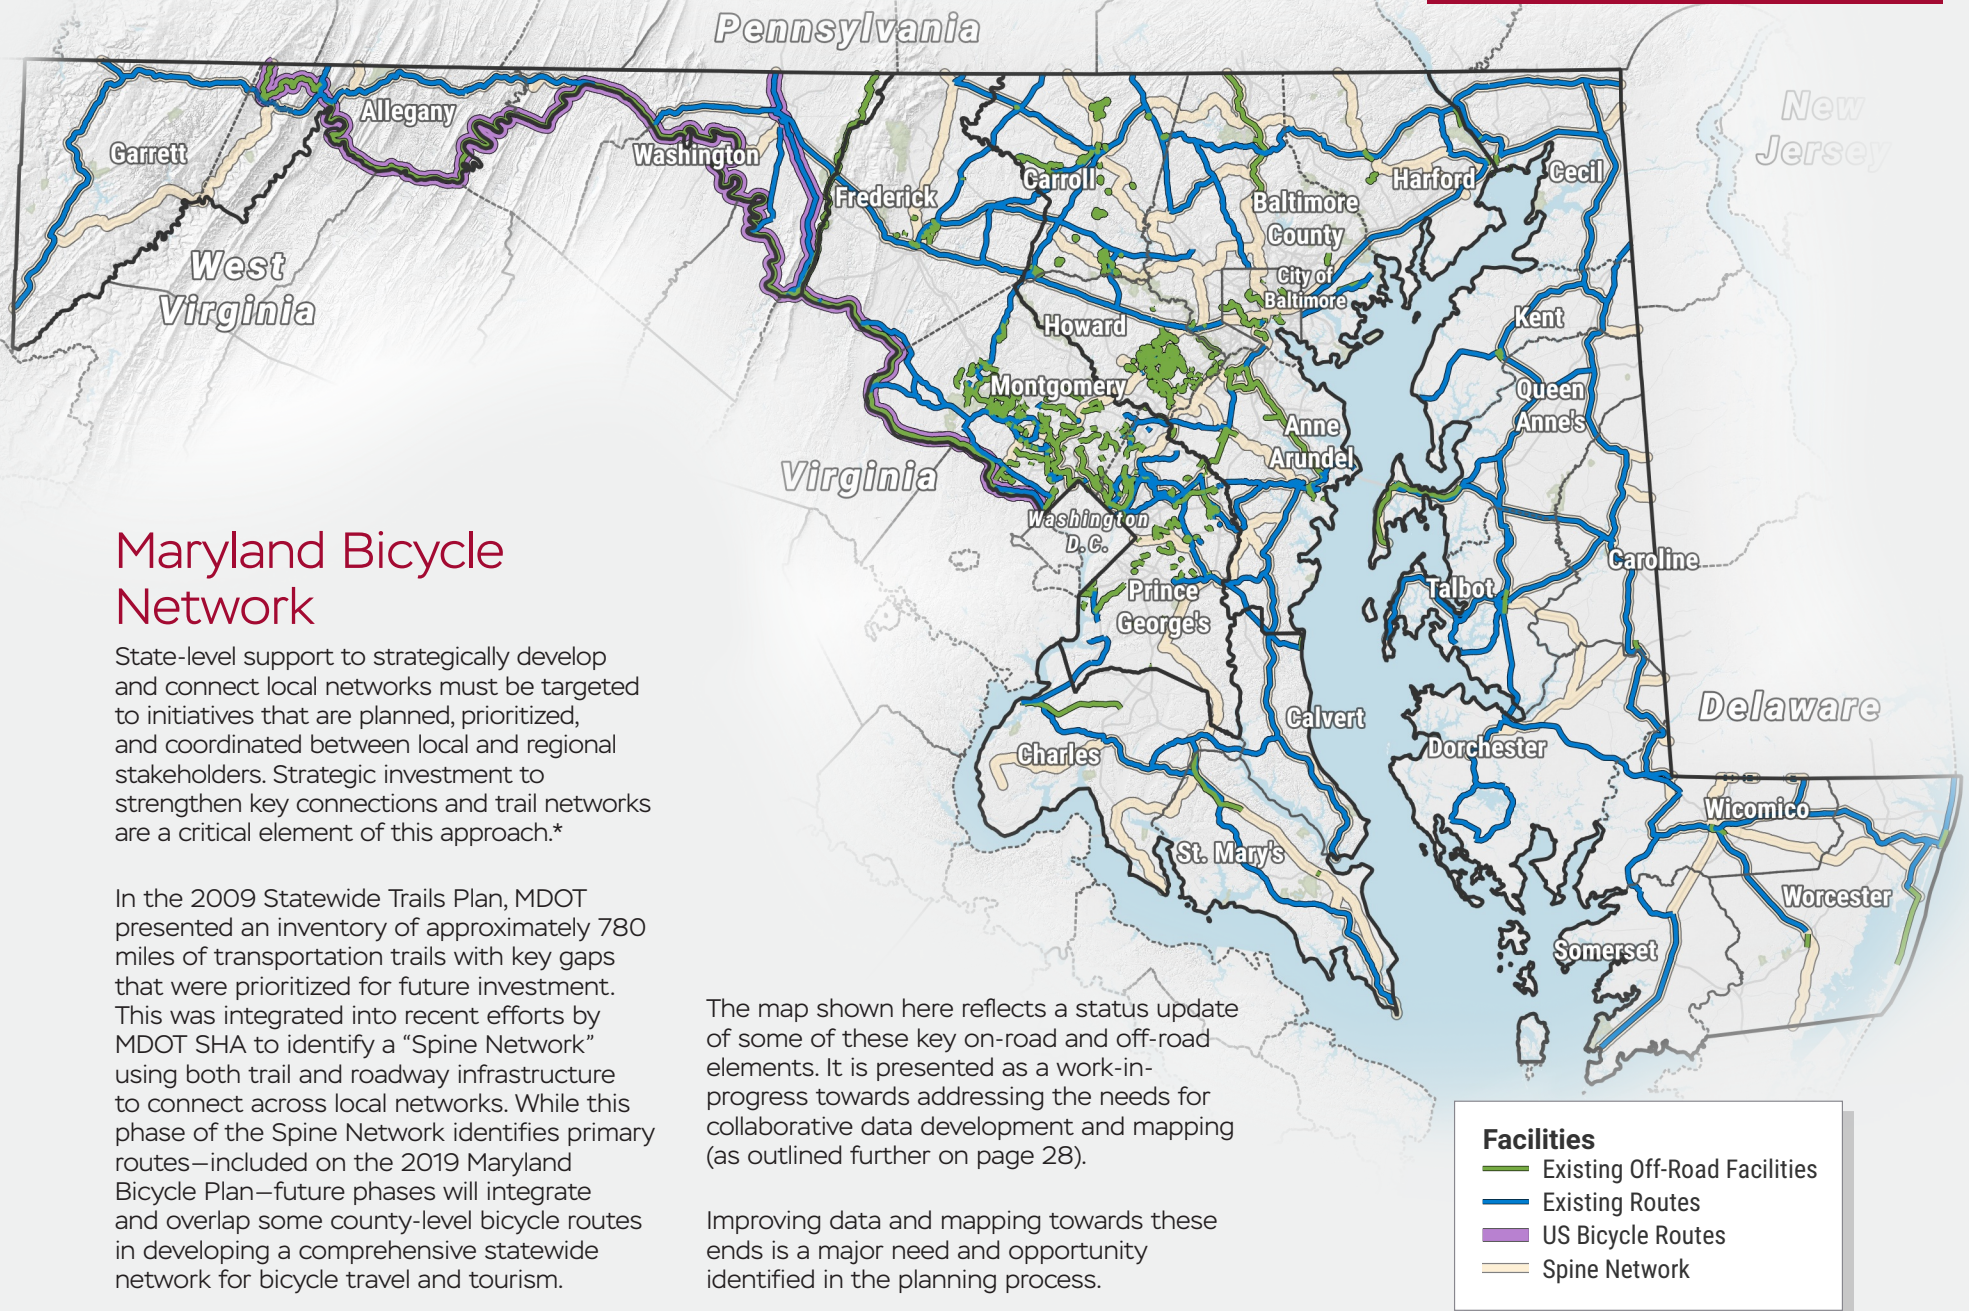 Pennsylvania
New
Jersey
Allegany
Garrett
Washington
Frederick
Carroll
Harford
Cecil
Baltimore
County
West
Virginia
City of
Baltimore
Howard
Kent
Montgomery
Queen
Anne's
Anne
Arundel
Virginia
Washington
D.C.
Caroline
Talbot
Prince
George's
Delaware
Calvert
Charles
Dorchester
Wicomico
St. Mary's
Worcester
Somerset
Maryland Bicycle
Network
State-level support to strategically develop
and connect local networks must be targeted
to initiatives that are planned, prioritized,
and coordinated between local and regional
stakeholders. Strategic investment to
strengthen key connections and trail networks
are a critical element of this approach.*
In the 2009 Statewide Trails Plan, MDOT
presented an inventory of approximately 780
miles of transportation trails with key gaps
that were prioritized for future investment.
This was integrated into recent efforts by
MDOT SHA to identify a “Spine Network”
using both trail and roadway infrastructure
to connect across local networks. While this
phase of the Spine Network identifies primary
routes—included on the 2019 Maryland
Bicycle Plan—future phases will integrate
and overlap some county-level bicycle routes
in developing a comprehensive statewide
network for bicycle travel and tourism.
The map shown here reflects a status update
of some of these key on-road and off-road
elements. It is presented as a work-in-
progress towards addressing the needs for
collaborative data development and mapping
(as outlined further on page 28).
Improving data and mapping towards these
ends is a major need and opportunity
identified in the planning process.
Facilities
Existing Off-Road Facilities
Existing Routes
US Bicycle Routes
Spine Network